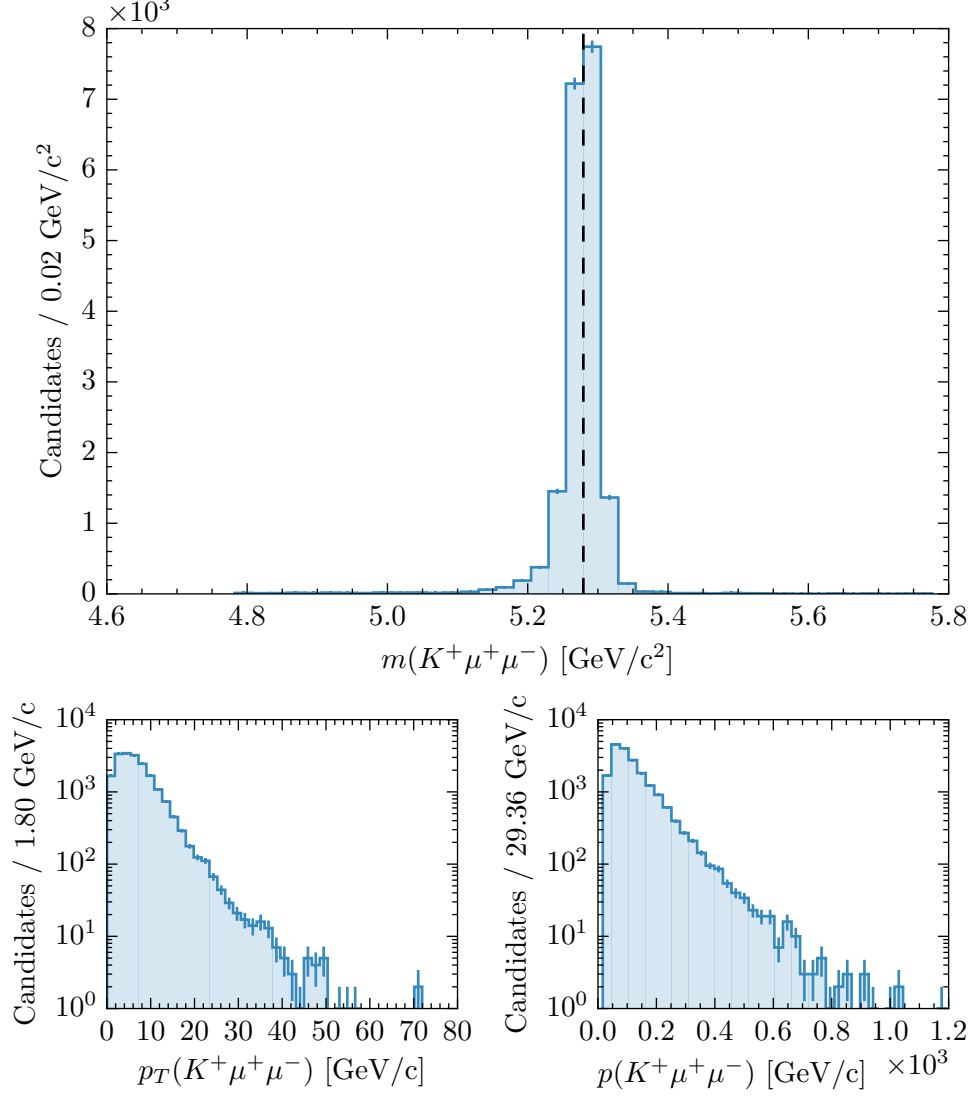 ×10³
8
7
6
5
4
3
2
1
0
Candidates / 0.02 GeV/c²
4.6 4.8 5.0 5.2 5.4 5.6 5.8
m(K⁺μ⁺μ⁻) [GeV/c²]
10⁴
10³
10²
10¹
10⁰
Candidates / 1.80 GeV/c
0 10 20 30 40 50 60 70 80
p_T(K⁺μ⁺μ⁻) [GeV/c]
10⁴
10³
10²
10¹
10⁰
Candidates / 29.36 GeV/c
0.0 0.2 0.4 0.6 0.8 1.0 1.2
×10³
p(K⁺μ⁺μ⁻) [GeV/c]